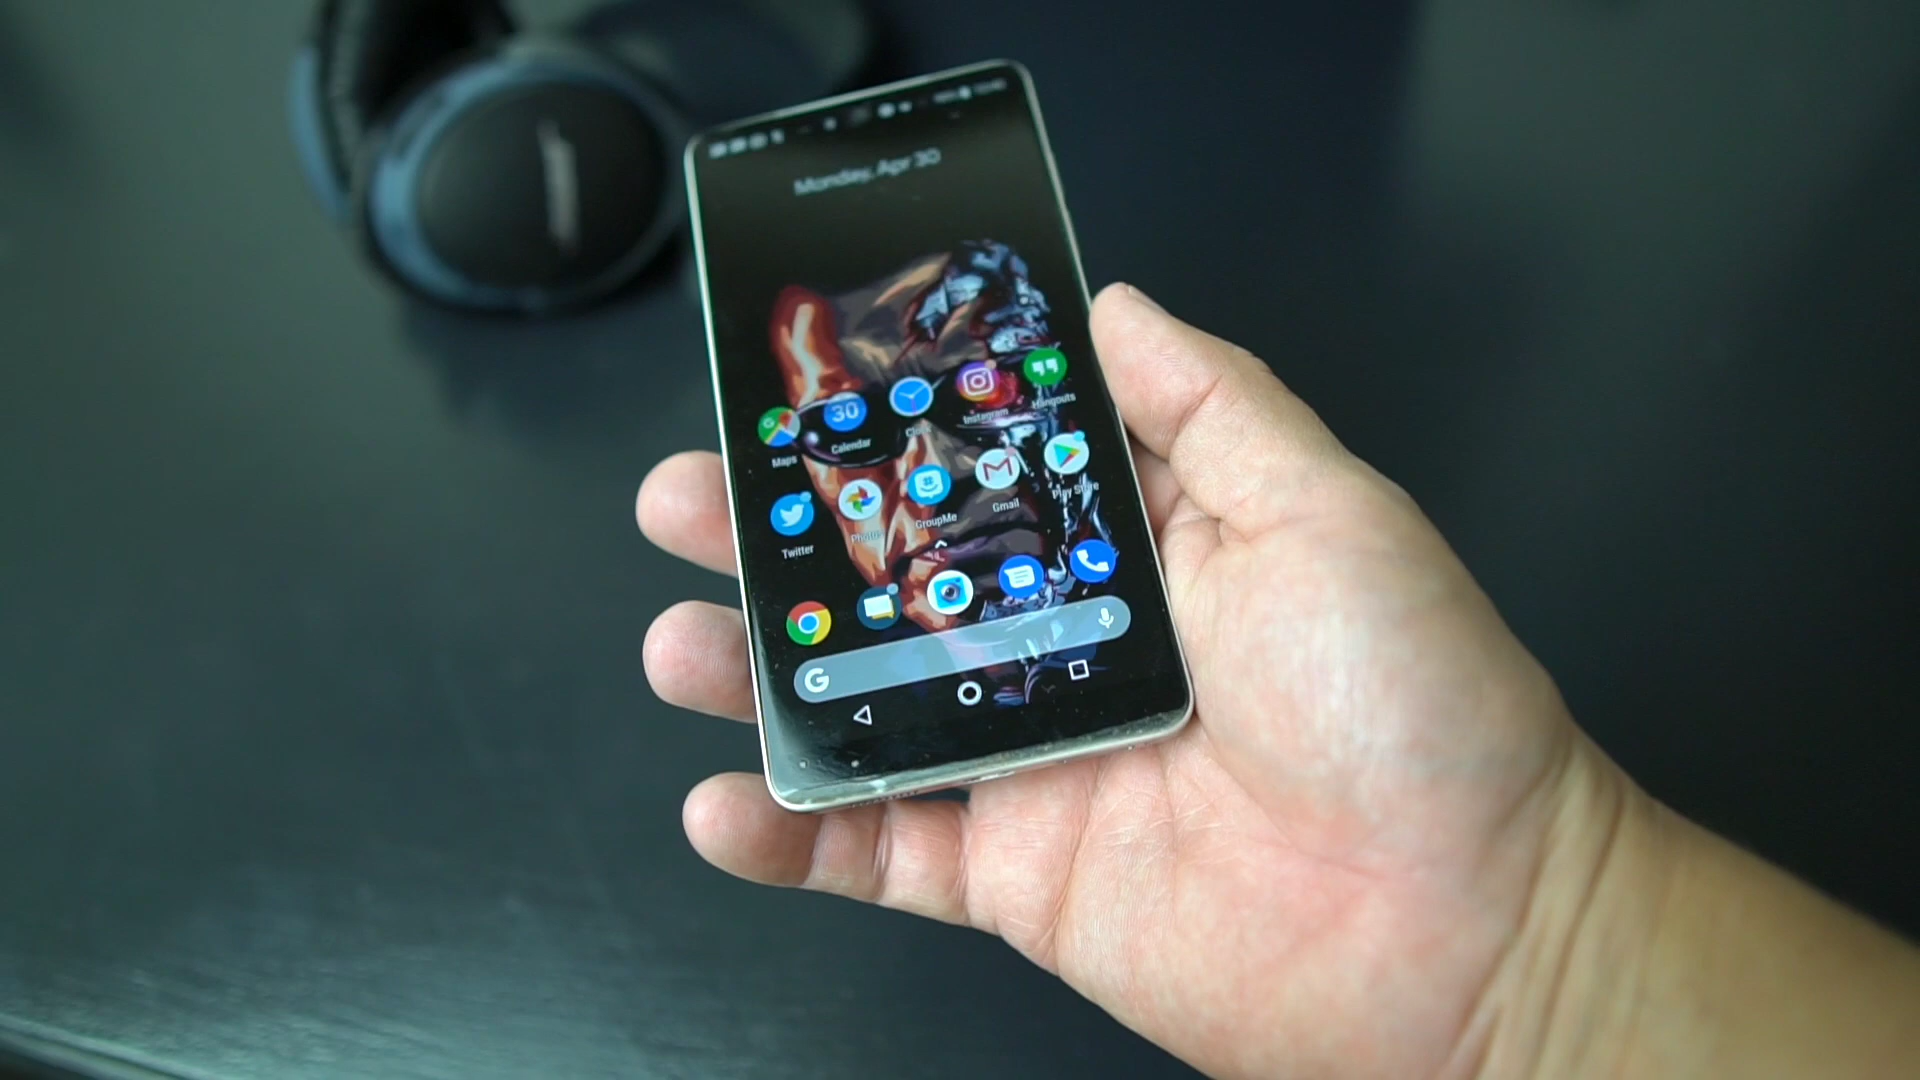 Monday, Apr 30
30
Maps
Calendar
Clock
Instagram
Hangouts
Twitter
Photos
GroupMe
Gmail
Play Store
G